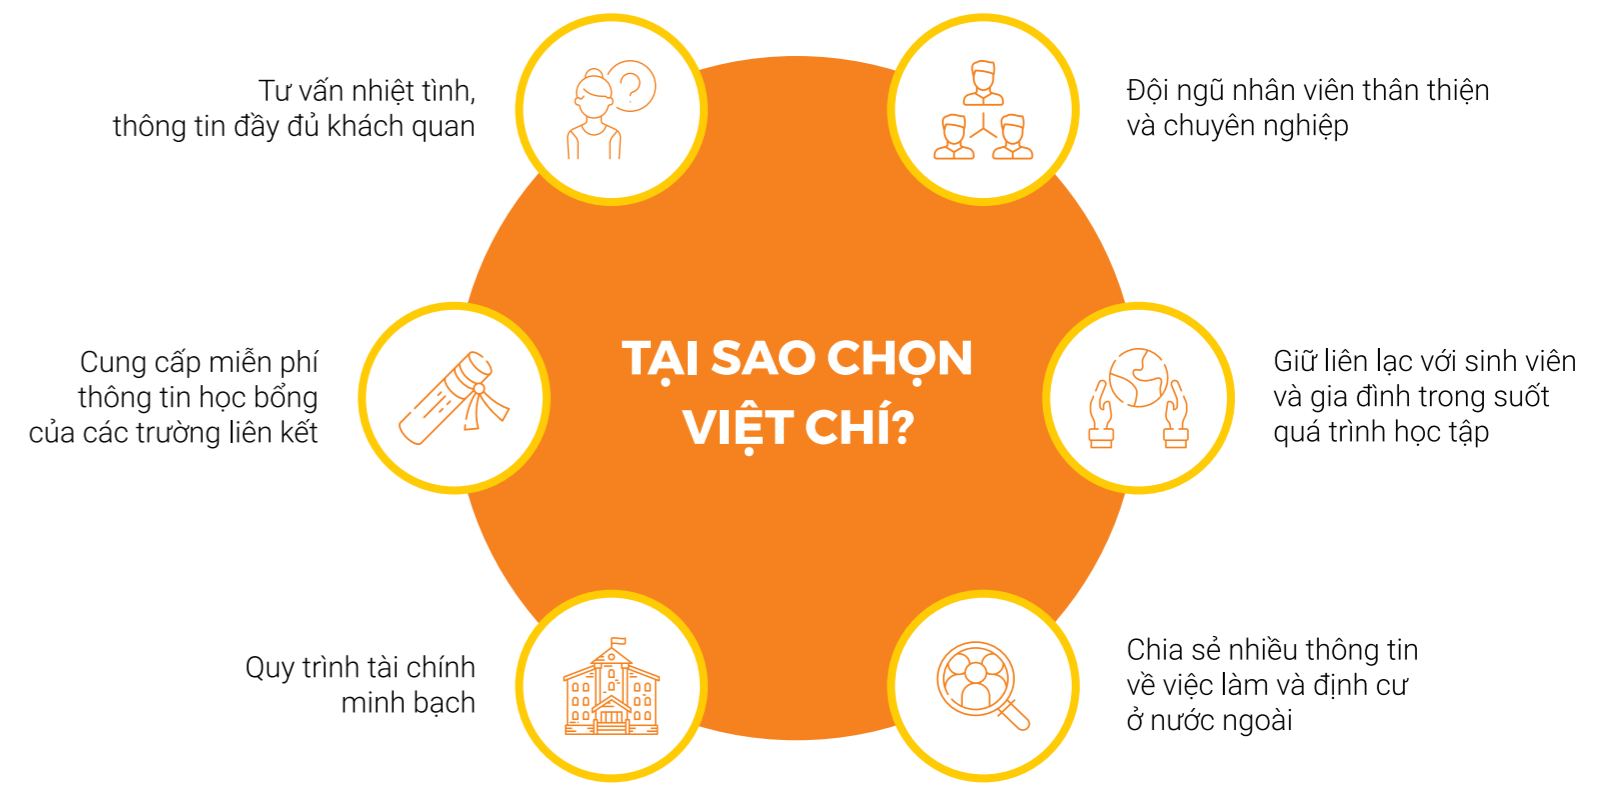 Tư vấn nhiệt tình,
thông tin đầy đủ khách quan
Đội ngũ nhân viên thân thiện
và chuyên nghiệp
Cung cấp miễn phí
thông tin học bổng
của các trường liên kết
TẠI SAO CHỌN
VIỆT CHÍ?
Giữ liên lạc với sinh viên
và gia đình trong suốt
quá trình học tập
Quy trình tài chính
minh bạch
Chia sẻ nhiều thông tin
về việc làm và định cư
ở nước ngoài